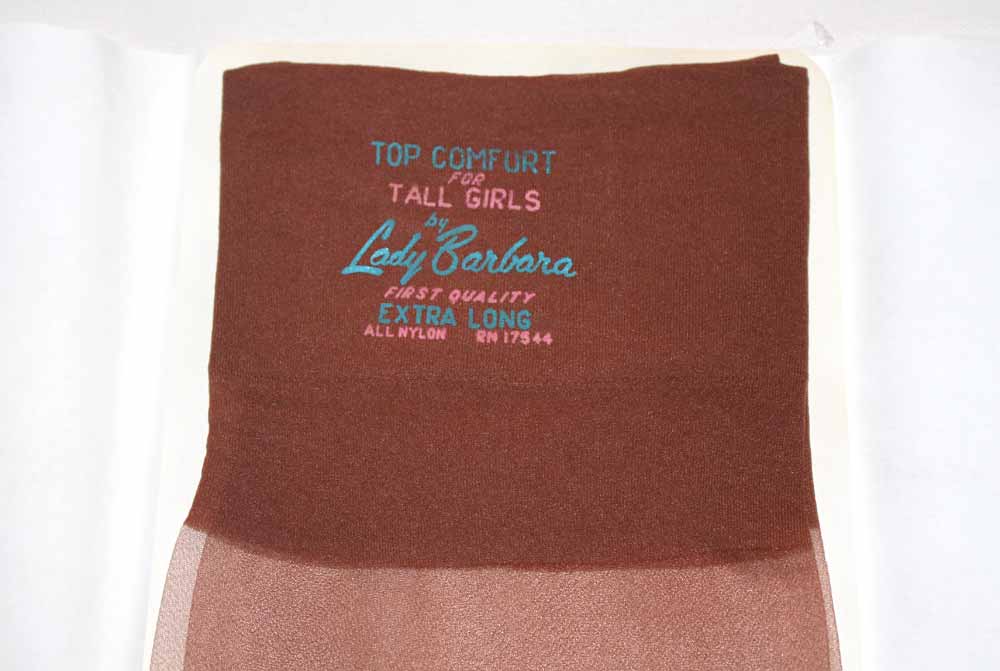 TOP COMFORT
FOR
TALL GIRLS
by
Lady Barbara
FIRST QUALITY
EXTRA LONG
ALL NYLON RN 17544